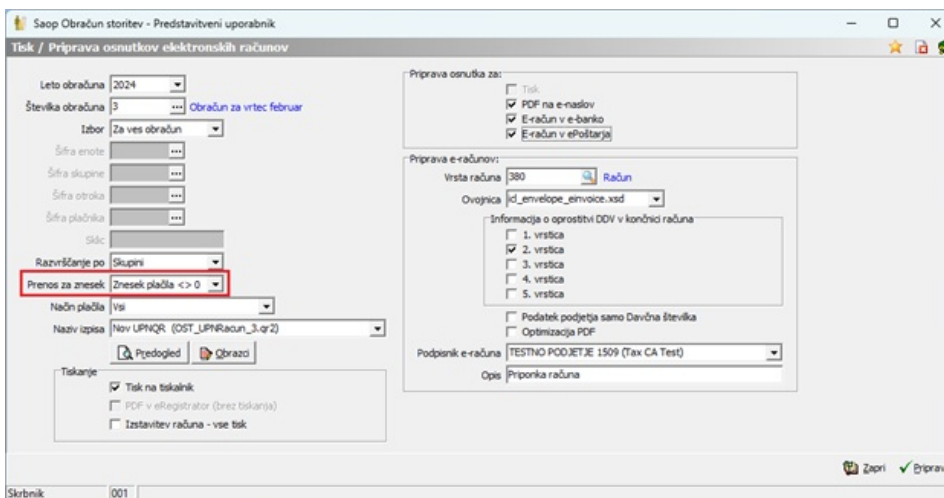 Saop Obračun storitev - Predstavitveni uporabnik
Tisk / Priprava osnutkov elektronskih računov
Leto obračuna 2024
Številka obračuna 3 ... Obračun za vrtec februar
Izbor Za ves obračun
Šifra enote ...
Šifra skupine ...
Šifra otroka ...
Šifra plačnika ...
Sklic
Razvrščanje po Skupini
Prenos za znesek Znesek plačila <> 0
Način plačila Vsi
Naziv izpisa Nov UPNQR (OST_UPNRacun_3.qr2)
Predogled Obrazci
Tiskanje
Tisk na tiskalnik
PDF v eRegistrator (brez tiskanja)
Izstavitev računa - vse tisk
Priprava osnutka za:
Tisk
PDF na e-naslov
E-račun v e-banko
E-račun v ePoštarja
Priprava e-računov:
Vrsta računa 380 Račun
Ovojnica id_envelope_einvoice.xsd
Informacija o oprostitvi DDV v končnici računa
1. vrstica
2. vrstica
3. vrstica
4. vrstica
5. vrstica
Podatek podjetja samo Davčna številka
Optimizacija PDF
Podpisnik e-računa TESTNO PODJETJE 1509 (Tax CA Test)
Opis Priponka računa
Zapri Priprav
Skrbnik 001